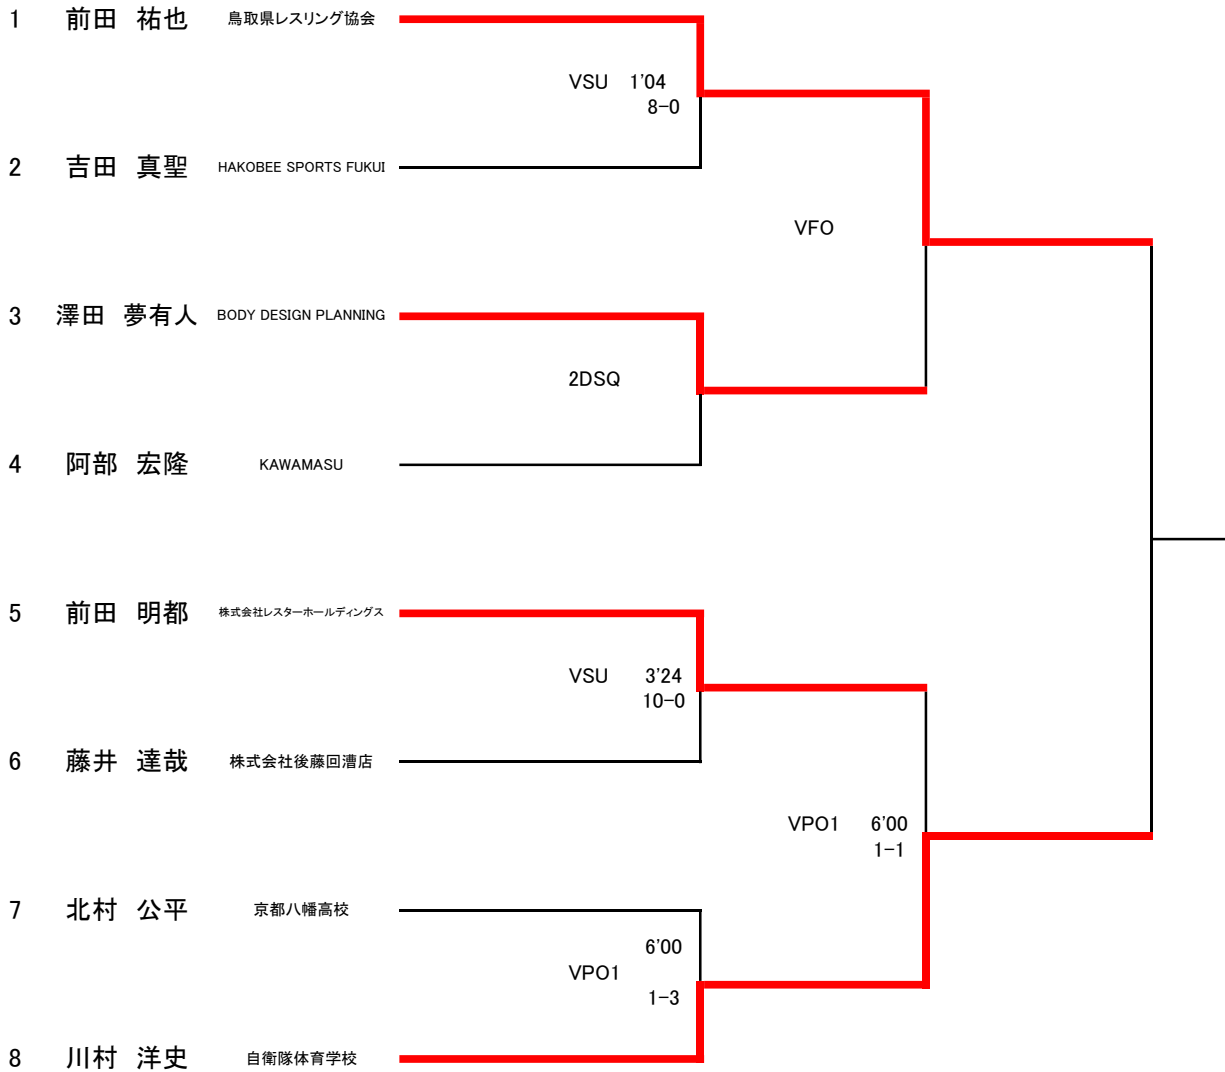 1 前田 祐也 鳥取県レスリング協会
VSU 1'04
8-0
2 吉田 真聖 HAKOBEE SPORTS FUKUI
VFO
3 澤田 夢有人 BODY DESIGN PLANNING
2DSQ
4 阿部 宏隆 KAWAMASU
5 前田 明都 株式会社レスターホールディングス
VSU 3'24
10-0
6 藤井 達哉 株式会社後藤回漕店
VPO1 6'00
1-1
7 北村 公平 京都八幡高校
6'00
VPO1
1-3
8 川村 洋史 自衛隊体育学校